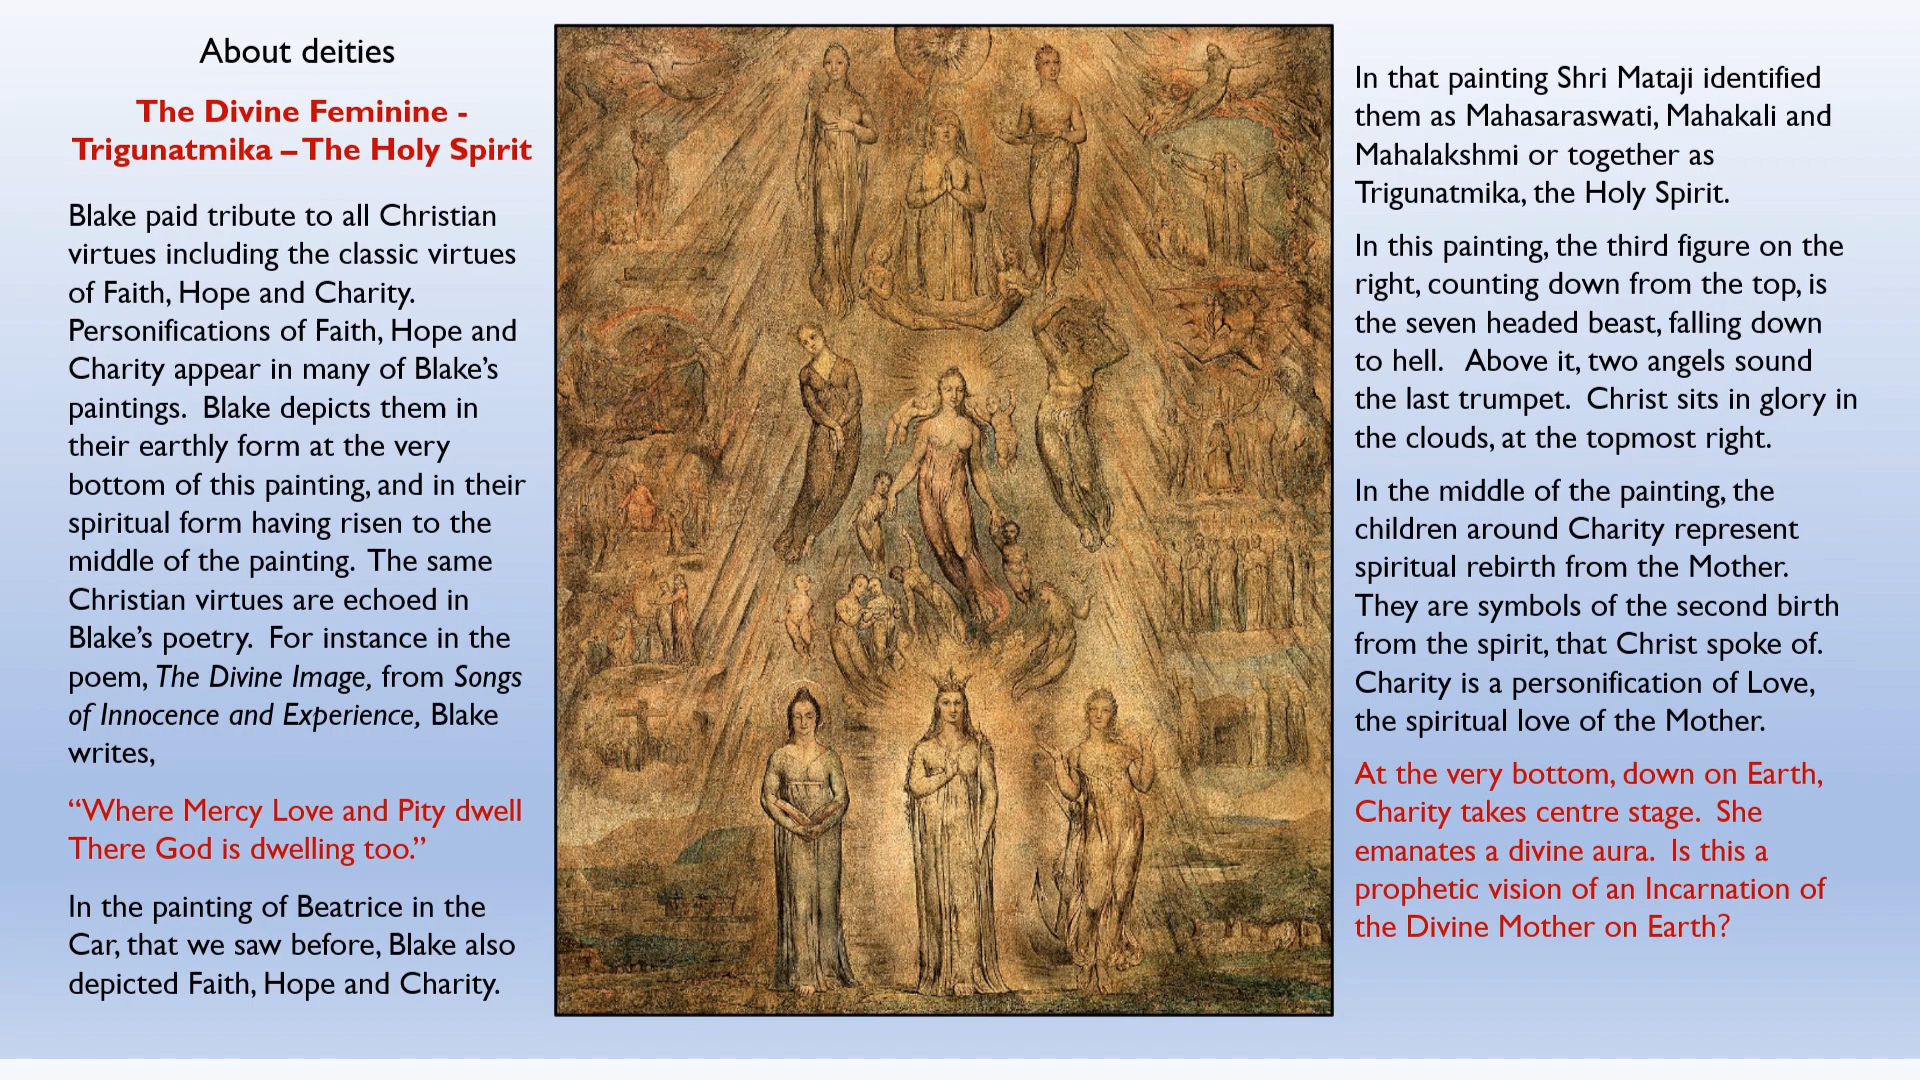 About deities
The Divine Feminine -
Trigunatmika – The Holy Spirit
Blake paid tribute to all Christian
virtues including the classic virtues
of Faith, Hope and Charity.
Personifications of Faith, Hope and
Charity appear in many of Blake’s
paintings.  Blake depicts them in
their earthly form at the very
bottom of this painting, and in their
spiritual form having risen to the
middle of the painting.  The same
Christian virtues are echoed in
Blake’s poetry.  For instance in the
poem, The Divine Image, from Songs
of Innocence and Experience, Blake
writes,
“Where Mercy Love and Pity dwell
There God is dwelling too.”
In the painting of Beatrice in the
Car, that we saw before, Blake also
depicted Faith, Hope and Charity.
In that painting Shri Mataji identified
them as Mahasaraswati, Mahakali and
Mahalakshmi or together as
Trigunatmika, the Holy Spirit.
In this painting, the third figure on the
right, counting down from the top, is
the seven headed beast, falling down
to hell.   Above it, two angels sound
the last trumpet.  Christ sits in glory in
the clouds, at the topmost right.
In the middle of the painting, the
children around Charity represent
spiritual rebirth from the Mother.
They are symbols of the second birth
from the spirit, that Christ spoke of.
Charity is a personification of Love,
the spiritual love of the Mother.
At the very bottom, down on Earth,
Charity takes centre stage.  She
emanates a divine aura.  Is this a
prophetic vision of an Incarnation of
the Divine Mother on Earth?